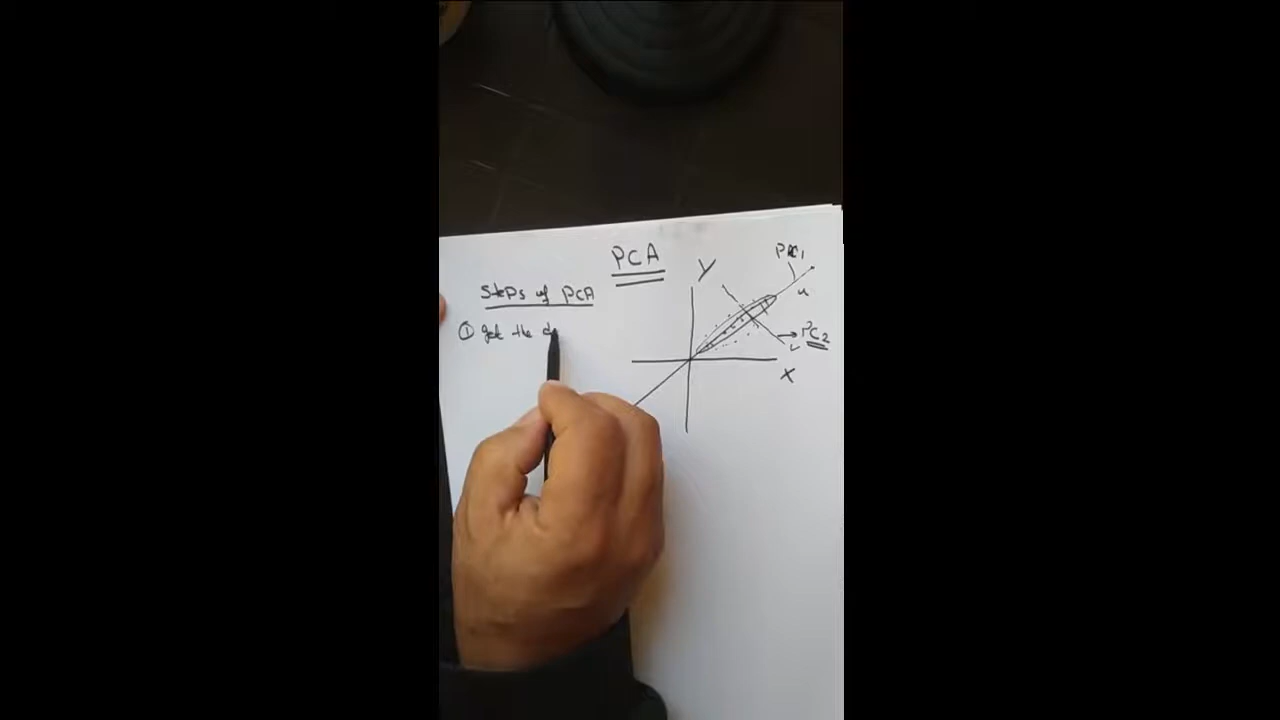 PCA
Steps of PCA
① get the d
Y
PC1
u
PC2
X